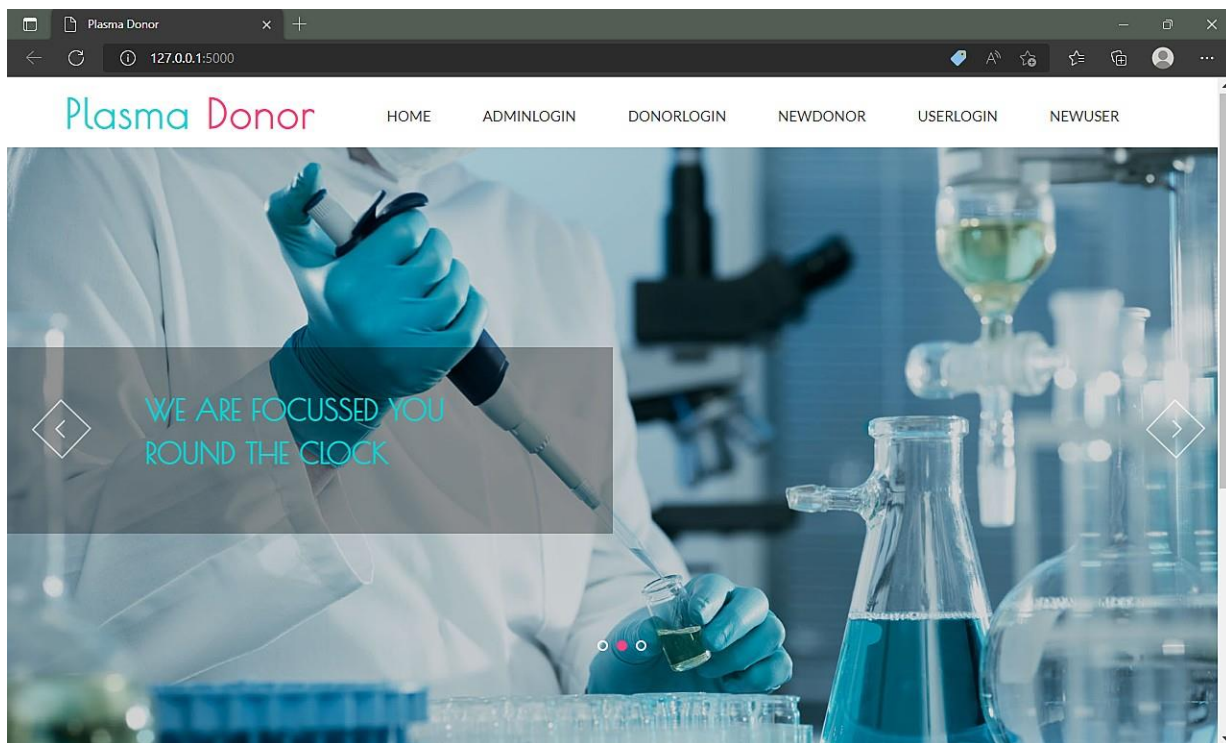 Plasma Donor
127.0.0.1:5000
Plasma Donor
HOME ADMINLOGIN DONORLOGIN NEWDONOR USERLOGIN NEWUSER
WE ARE FOCUSSED YOU
ROUND THE CLOCK